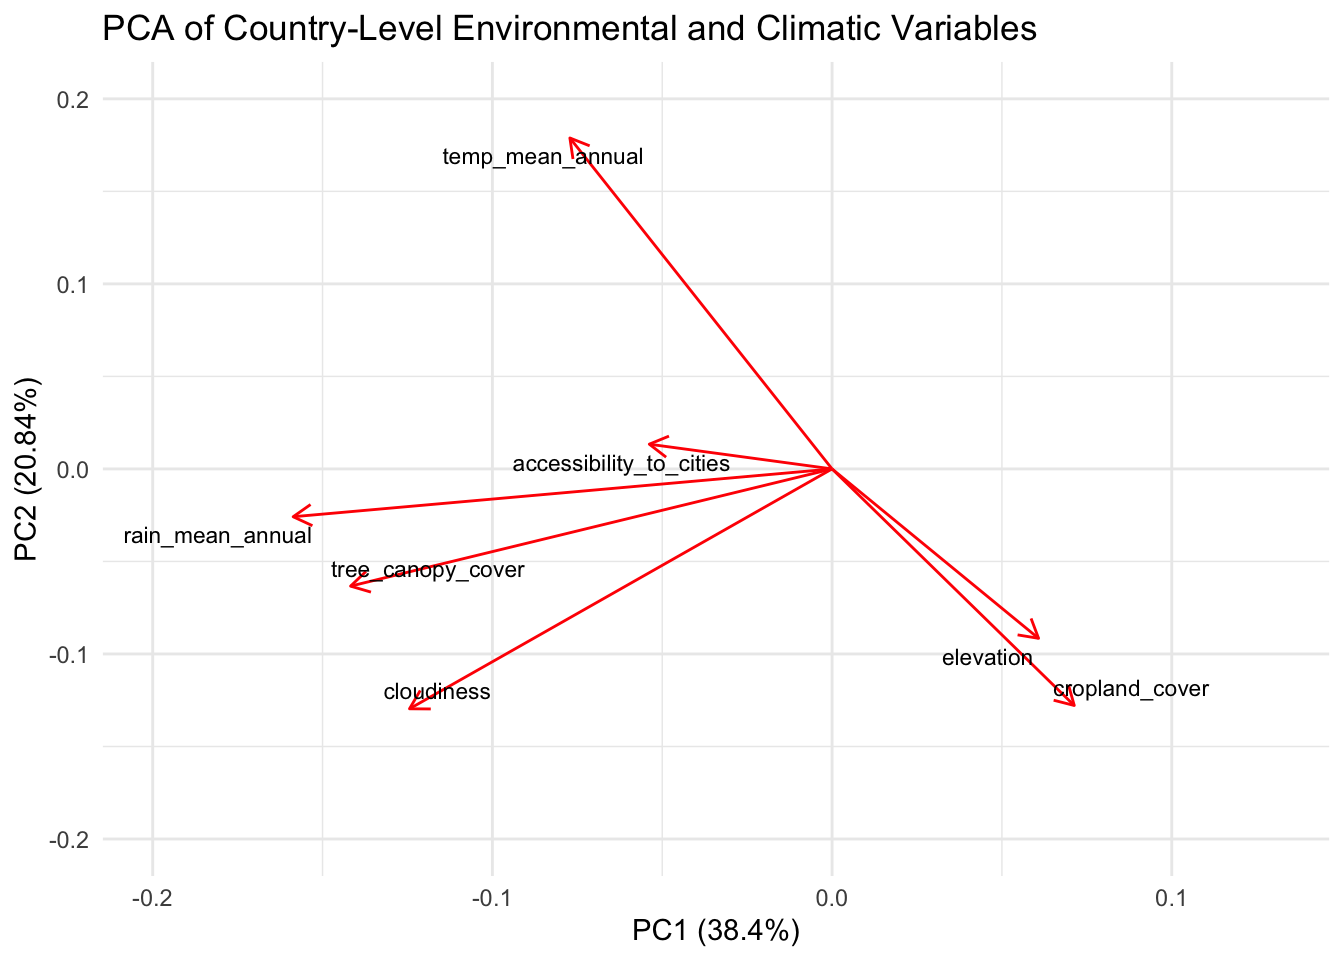 PCA of Country-Level Environmental and Climatic Variables
0.2
temp_mean_annual
0.1
0.0
accessibility_to_cities
rain_mean_annual
tree_canopy_cover
-0.1
elevation
cropland_cover
cloudiness
-0.2
PC2 (20.84%)
-0.2
-0.1
0.0
0.1
PC1 (38.4%)